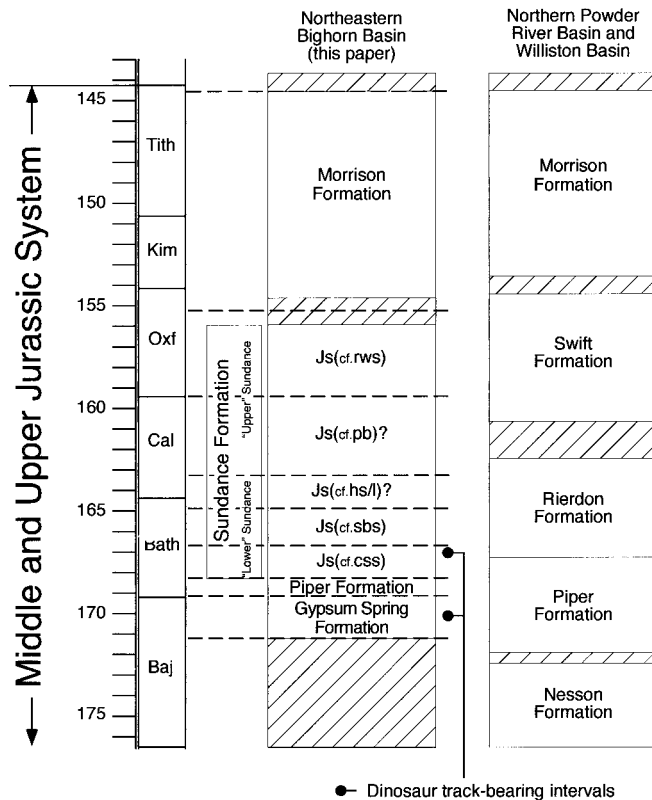 Northeastern
Bighorn Basin
(this paper)
Northern Powder
River Basin and
Williston Basin
Middle and Upper Jurassic System
145
150
155
160
165
170
175
Tith
Kim
Oxf
Cal
Bath
Baj
Sundance Formation
"Upper" Sundance
"Lower" Sundance
Morrison
Formation
Js(cf.rws)
Js(cf.pb)?
Js(cf.hs/l)?
Js(cf.sbs)
Js(cf.css)
Piper Formation
Gypsum Spring
Formation
Morrison
Formation
Swift
Formation
Rierdon
Formation
Piper
Formation
Nesson
Formation
Dinosaur track-bearing intervals